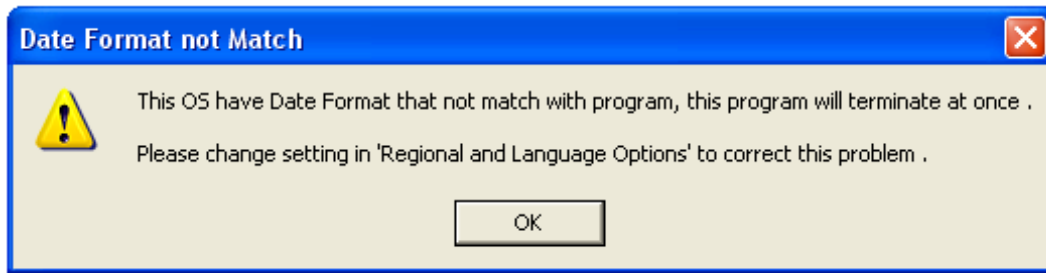 Date Format not Match
This OS have Date Format that not match with program, this program will terminate at once .
Please change setting in 'Regional and Language Options' to correct this problem .
OK